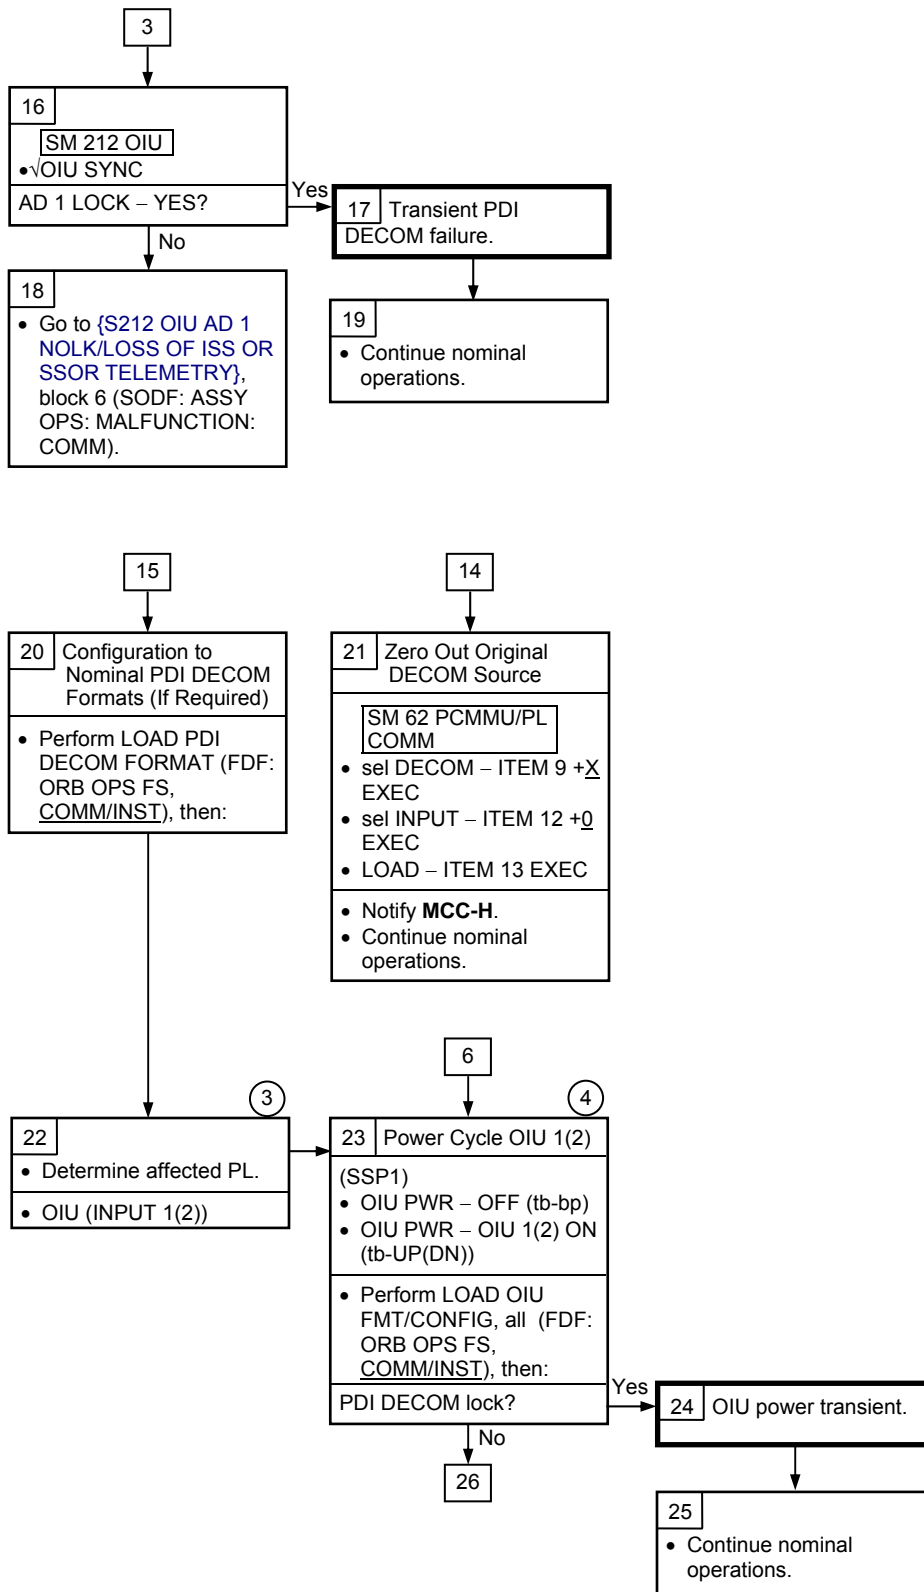 3
16
SM 212 OIU
•√OIU SYNC
AD 1 LOCK – YES?
Yes
No
17 Transient PDI
DECOM failure.
18
• Go to {S212 OIU AD 1
NOLK/LOSS OF ISS OR
SSOR TELEMETRY},
block 6 (SODF: ASSY
OPS: MALFUNCTION:
COMM).
19
• Continue nominal
operations.
15
20 Configuration to
Nominal PDI DECOM
Formats (If Required)
• Perform LOAD PDI
DECOM FORMAT (FDF:
ORB OPS FS,
COMM/INST), then:
14
21 Zero Out Original
DECOM Source
SM 62 PCMMU/PL
COMM
• sel DECOM – ITEM 9 +X
EXEC
• sel INPUT – ITEM 12 +0
EXEC
• LOAD – ITEM 13 EXEC
• Notify MCC-H.
• Continue nominal
operations.
3
22
• Determine affected PL.
• OIU (INPUT 1(2))
6
4
23 Power Cycle OIU 1(2)
(SSP1)
• OIU PWR – OFF (tb-bp)
• OIU PWR – OIU 1(2) ON
(tb-UP(DN))
• Perform LOAD OIU
FMT/CONFIG, all (FDF:
ORB OPS FS,
COMM/INST), then:
PDI DECOM lock?
Yes
No
26
24 OIU power transient.
25
• Continue nominal
operations.